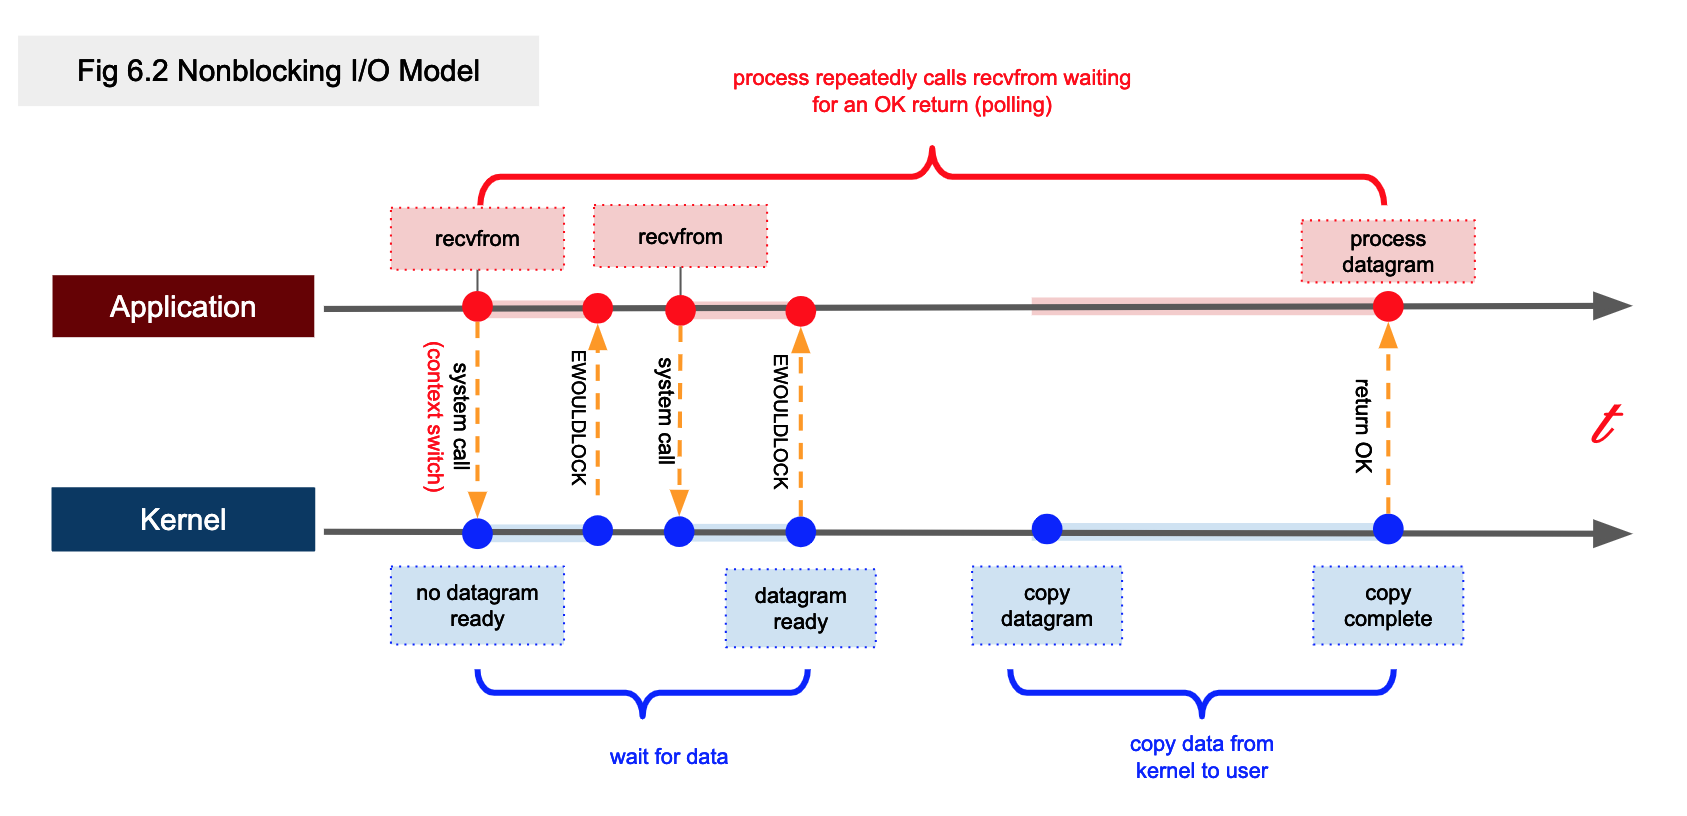 Fig 6.2 Nonblocking I/O Model
process repeatedly calls recvfrom waiting
for an OK return (polling)
recvfrom
recvfrom
process
datagram
Application
(context switch)
system call
EWOULDLOCK
system call
EWOULDLOCK
return OK
t
Kernel
no datagram
ready
datagram
ready
copy
datagram
copy
complete
wait for data
copy data from
kernel to user